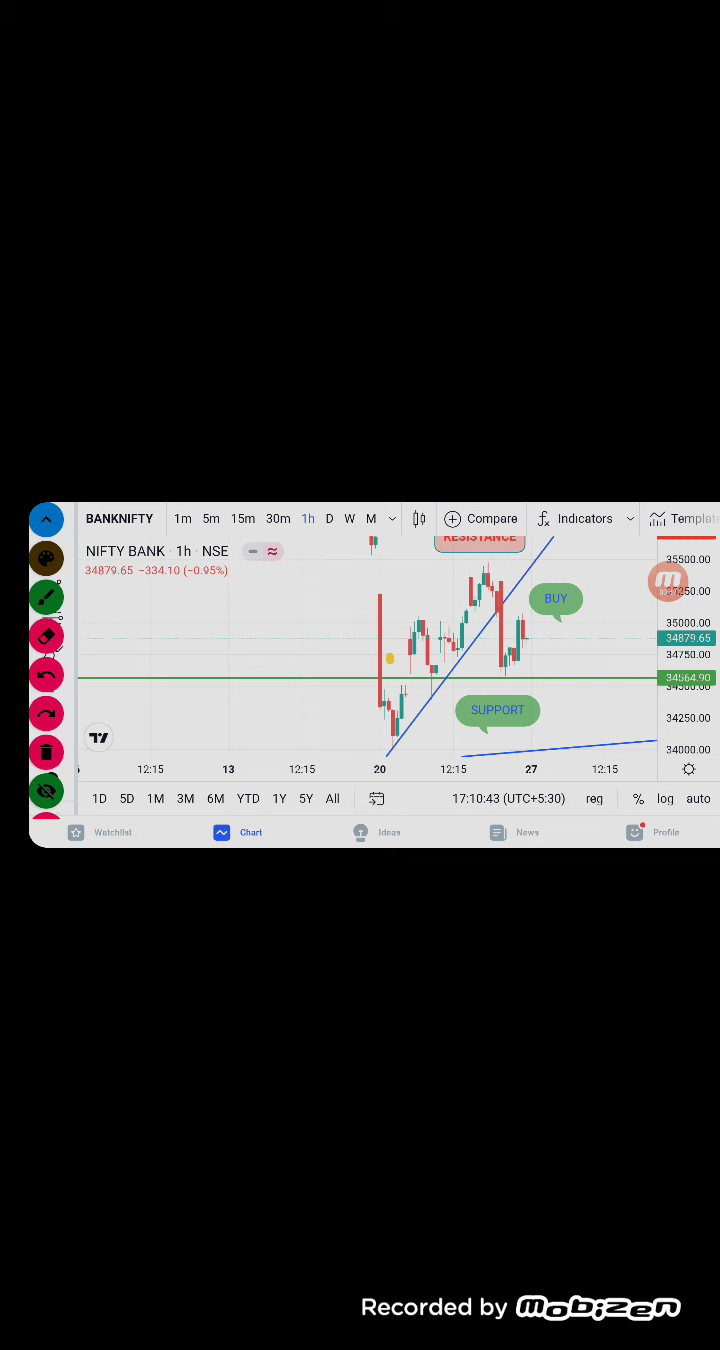 BANKNIFTY 1m 5m 15m 30m 1h D W M Compare Indicators
NIFTY BANK · 1h · NSE
34879.65 −334.10 (−0.95%)
RESISTANCE
BUY
SUPPORT
35500.00
35000.00
34879.65
34750.00
34564.90
34500.00
34250.00
34000.00
12:15 13 12:15 20 12:15 27 12:15
1D 5D 1M 3M 6M YTD 1Y 5Y All 17:10:43 (UTC+5:30) reg % log auto
Watchlist Chart Ideas News Profile
Recorded by mobizen